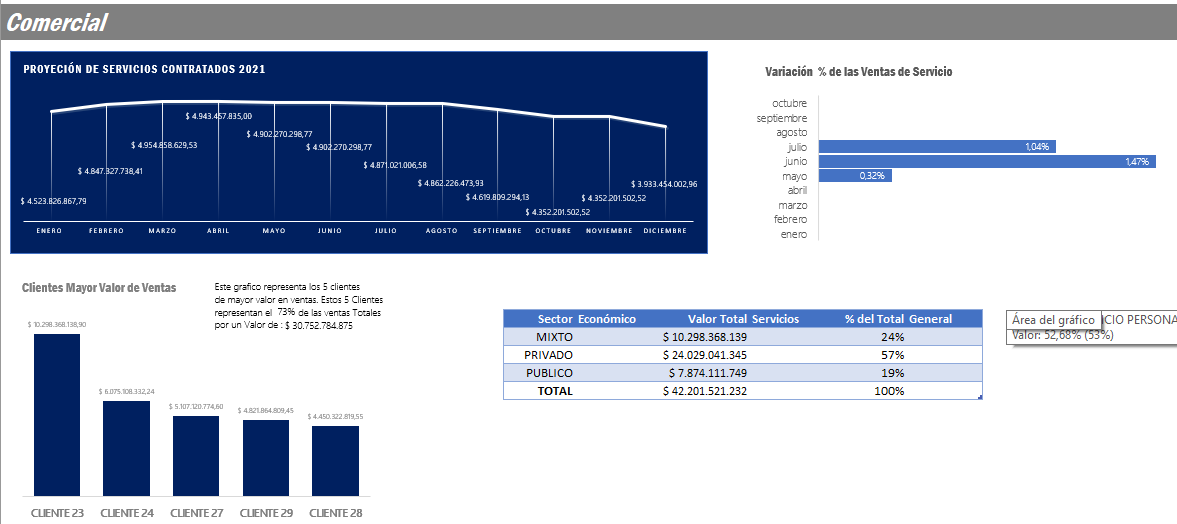 Comercial
PROYECIÓN DE SERVICIOS CONTRATADOS 2021
$ 4.523.826.867,79
$ 4.847.327.738,41
$ 4.954.858.629,53
$ 4.943.457.835,00
$ 4.902.270.298,77
$ 4.902.270.298,77
$ 4.871.021.006,58
$ 4.862.226.473,93
$ 4.619.809.294,13
$ 4.352.201.502,52
$ 4.352.201.502,52
$ 3.933.454.002,96
ENERO FEBRERO MARZO ABRIL MAYO JUNIO JULIO AGOSTO SEPTIEMBRE OCTUBRE NOVIEMBRE DICIEMBRE
Variación % de las Ventas de Servicio
octubre
septiembre
agosto
julio 1,04%
junio 1,47%
mayo 0,32%
abril
marzo
febrero
enero
Clientes Mayor Valor de Ventas
Este grafico representa los 5 clientes
de mayor valor en ventas. Estos 5 Clientes
representan el 73% de las ventas Totales
por un Valor de : $ 30.752.784.875
$ 10.298.368.138,90
$ 6.075.108.332,24
$ 5.107.120.774,60
$ 4.821.864.809,45
$ 4.450.322.819,55
CLIENTE 23 CLIENTE 24 CLIENTE 27 CLIENTE 29 CLIENTE 28
Sector Económico Valor Total Servicios % del Total General
MIXTO $ 10.298.368.139 24%
PRIVADO $ 24.029.041.345 57%
PUBLICO $ 7.874.111.749 19%
TOTAL $ 42.201.521.232 100%
Área del gráfico ICIO PERSONA
Valor: 52,68% (53%)